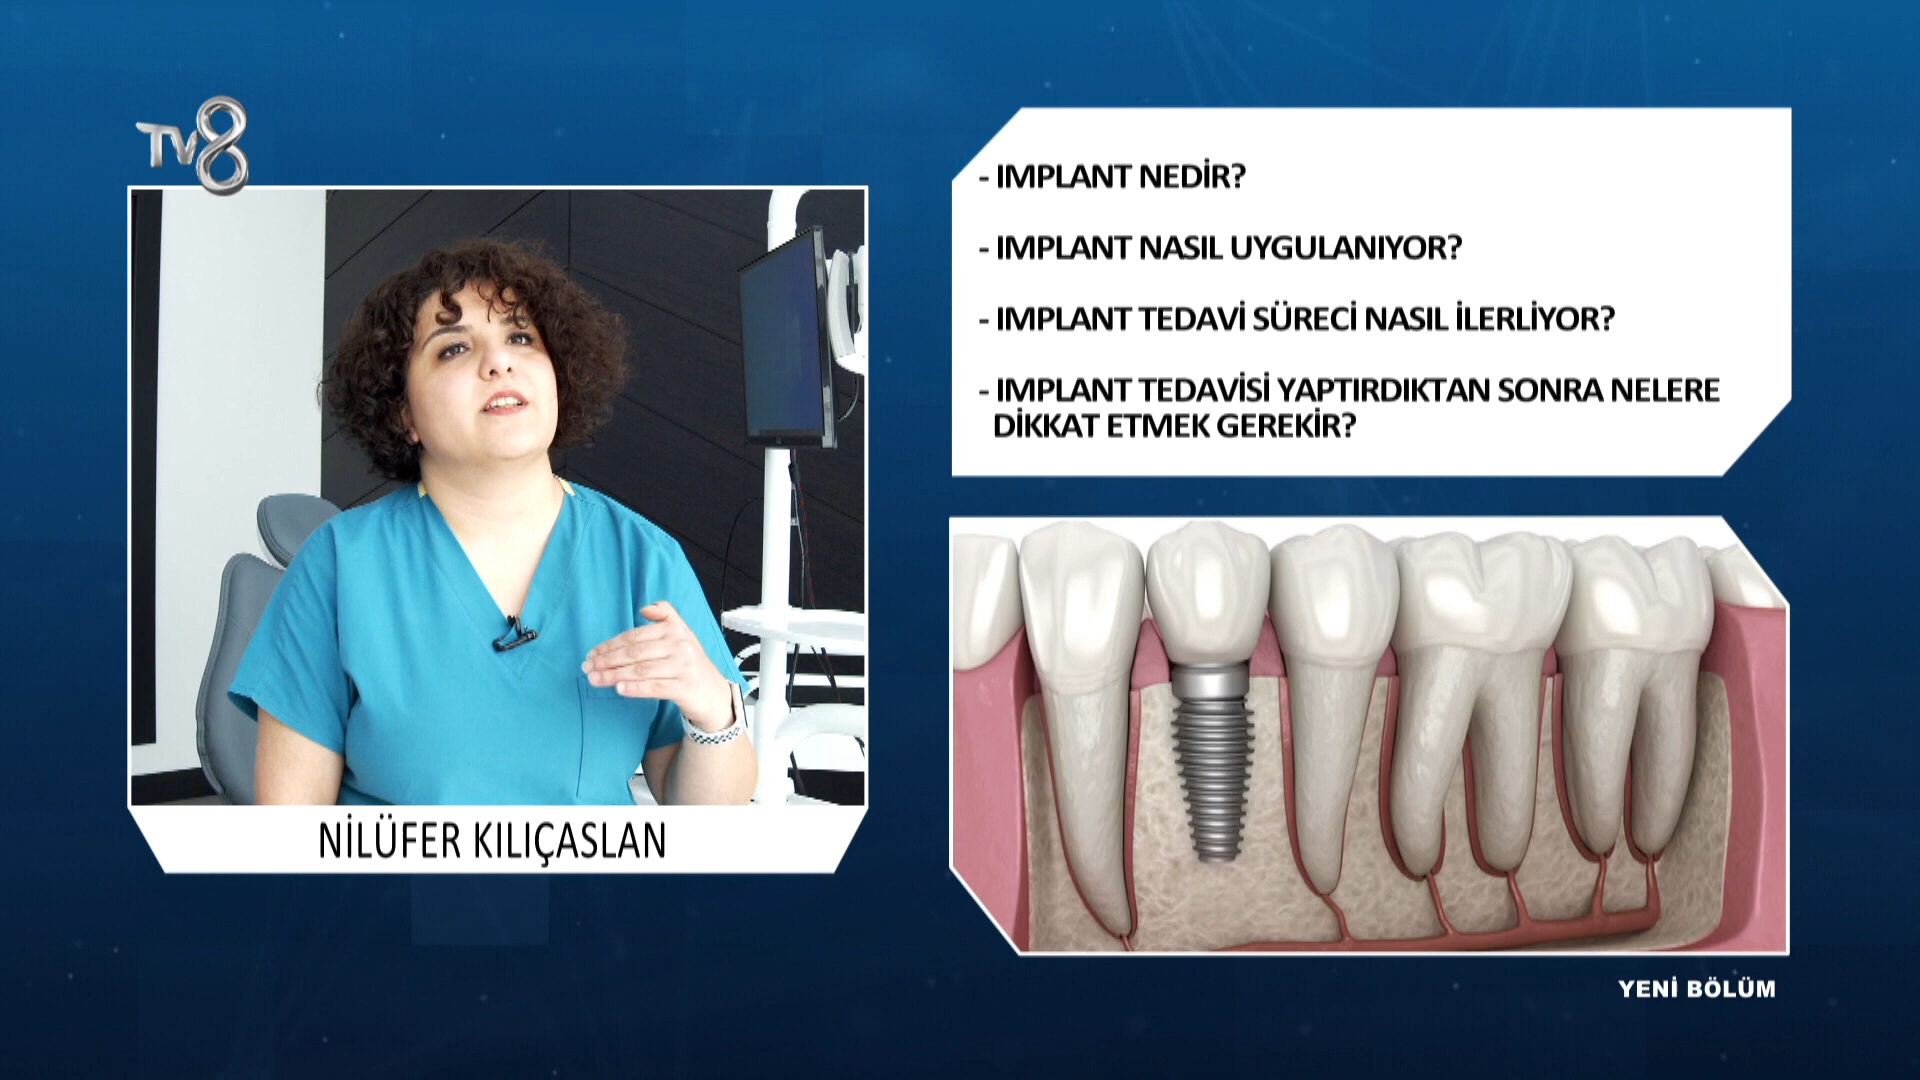 TV8
- IMPLANT NEDİR?
- IMPLANT NASIL UYGULANIYOR?
- IMPLANT TEDAVİ SÜRECİ NASIL İLERLİYOR?
- IMPLANT TEDAVİSİ YAPTIRDIKTAN SONRA NELERE
DİKKAT ETMEK GEREKİR?
NİLÜFER KILIÇASLAN
YENİ BÖLÜM